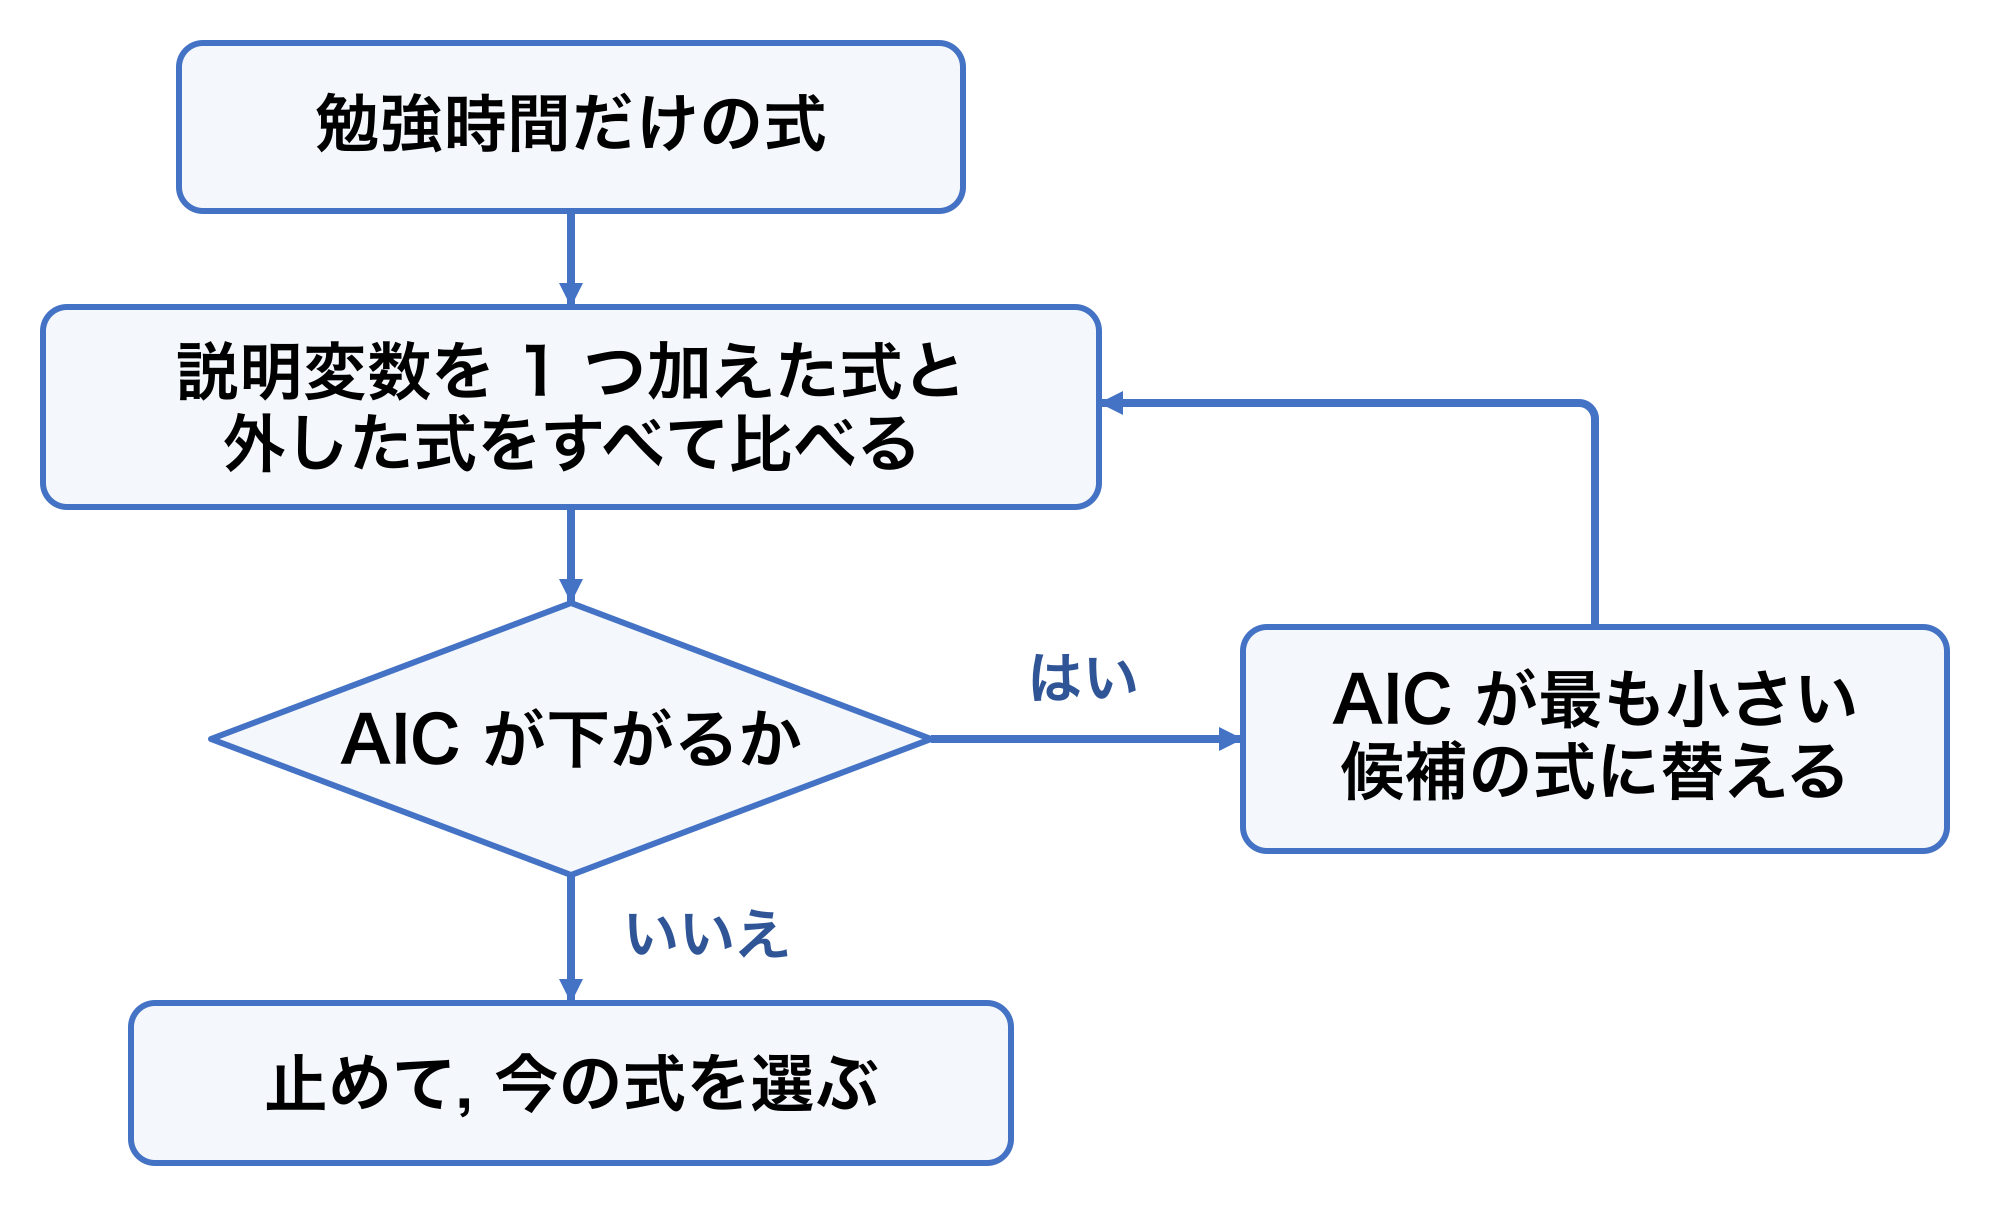 勉強時間だけの式
説明変数を 1 つ加えた式と
外した式をすべて比べる
AIC が下がるか
はい
AIC が最も小さい
候補の式に替える
いいえ
止めて, 今の式を選ぶ